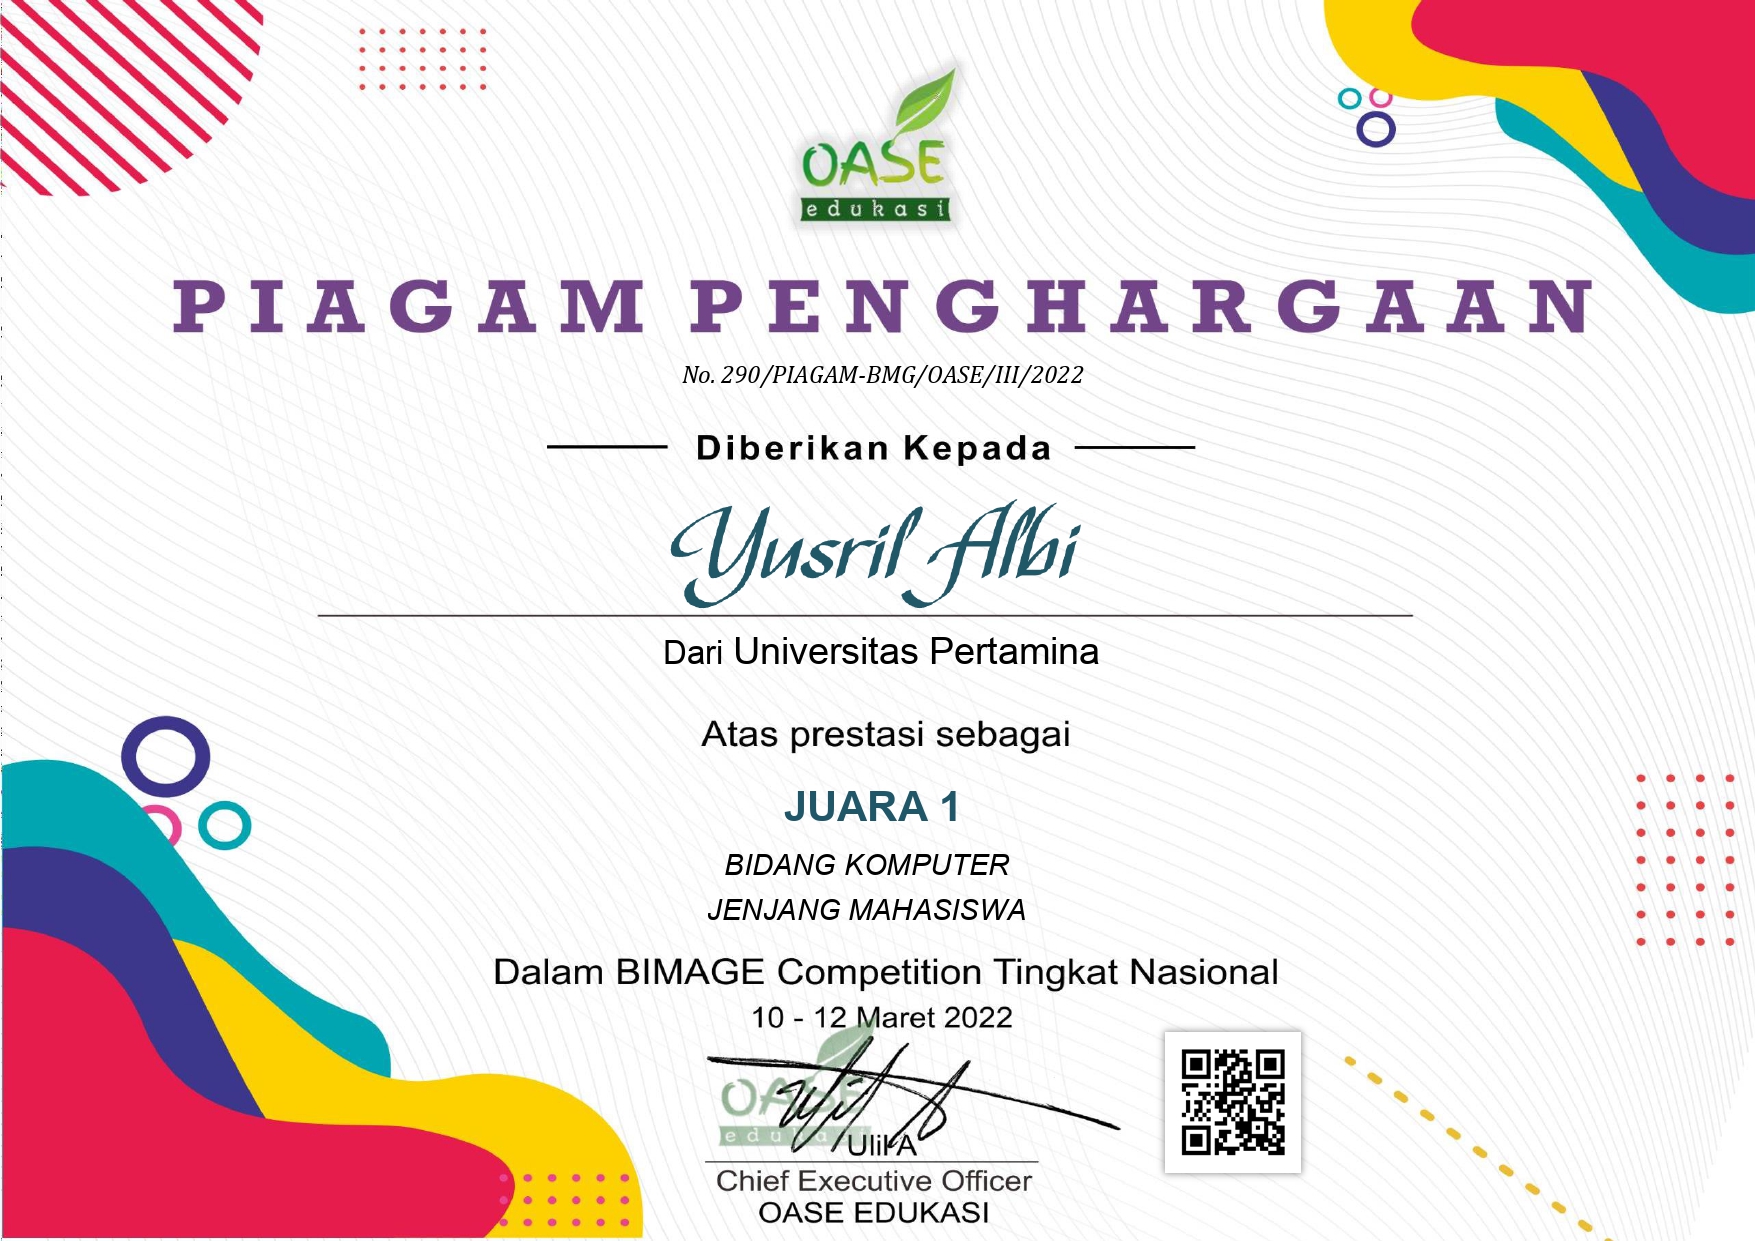 OASE
edukasi
PIAGAM PENGHARGAAN
No. 290/PIAGAM-BMG/OASE/III/2022
Diberikan Kepada
Yusril Albi
Dari Universitas Pertamina
Atas prestasi sebagai
JUARA 1
BIDANG KOMPUTER
JENJANG MAHASISWA
Dalam BIMAGE Competition Tingkat Nasional
10 - 12 Maret 2022
OASE
edukasi
Chief Executive Officer
OASE EDUKASI